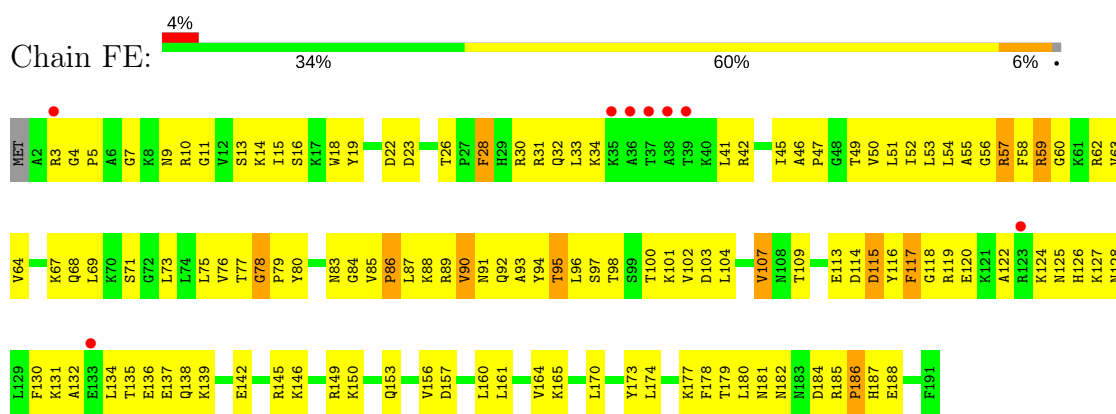 4%
Chain FE:
34% 60% 6% •
MET A2 R3 G4 P5 A6 G7 K8 N9 R10 G11 V12 S13 K14 I15 S16 K17 W18 Y19 D22 D23 T26 P27 F28 H29 R30 R31 Q32 L33 K34 K35 A36 T37 A38 T39 K40 L41 R42 I45 A46 P47 G48 T49 V50 L51 I52 L53 L54 A55 G56 R57 F58 R59 G60 K61 R62 V63
V64 K67 Q68 L69 K70 S71 G72 L73 L74 L75 V76 T77 G78 P79 Y80 N83 G84 V85 P86 L87 K88 R89 V90 N91 Q92 A93 Y94 T95 L96 S97 T98 S99 T100 K101 V102 D103 L104 V107 N108 T109 E113 D114 D115 Y116 F117 G118 R119 E120 K121 A122 R123 K124 N125 H126 K127 N128
L129 F130 K131 A132 E133 L134 T135 E136 E137 Q138 K139 E142 R145 K146 R149 K150 Q153 V156 D157 L160 L161 V164 K165 L170 Y173 L174 K177 F178 T179 L180 N181 N182 N183 D184 R185 P186 H187 E188 F191